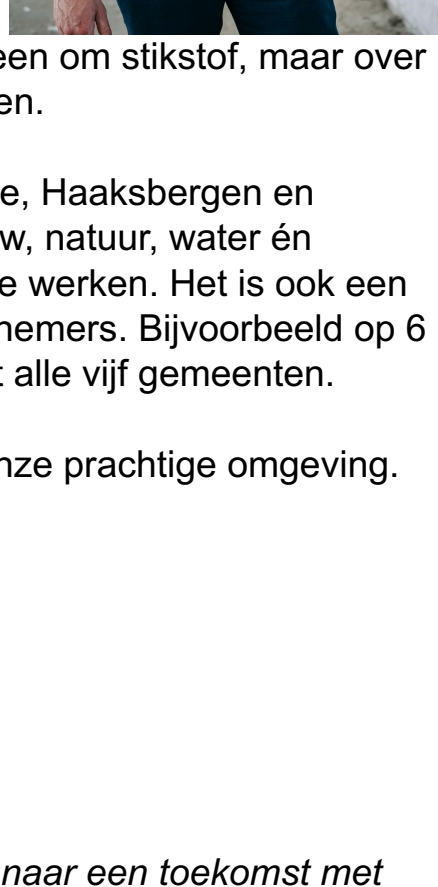 een om stikstof, maar over
en.
e, Haaksbergen en
w, natuur, water én
e werken. Het is ook een
nemers. Bijvoorbeeld op 6
t alle vijf gemeenten.
nze prachtige omgeving.
naar een toekomst met